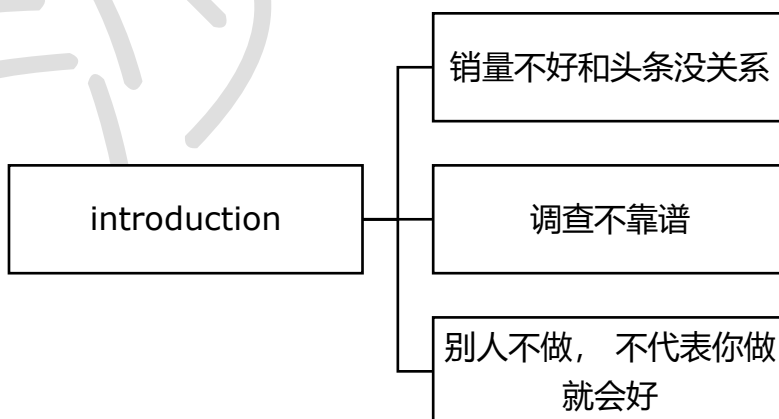 销量不好和头条没关系
introduction
调查不靠谱
别人不做, 不代表你做
就会好